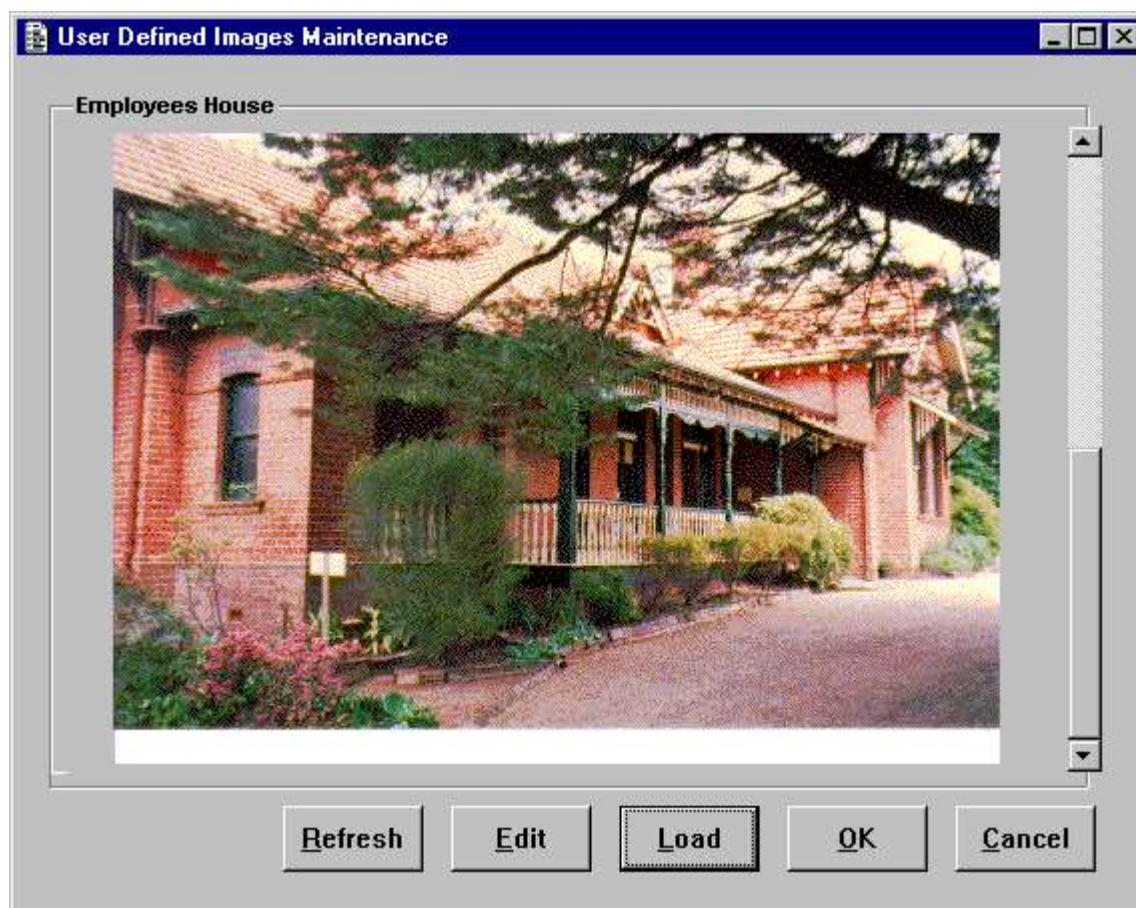 User Defined Images Maintenance
Employees House
Refresh
Edit
Load
OK
Cancel